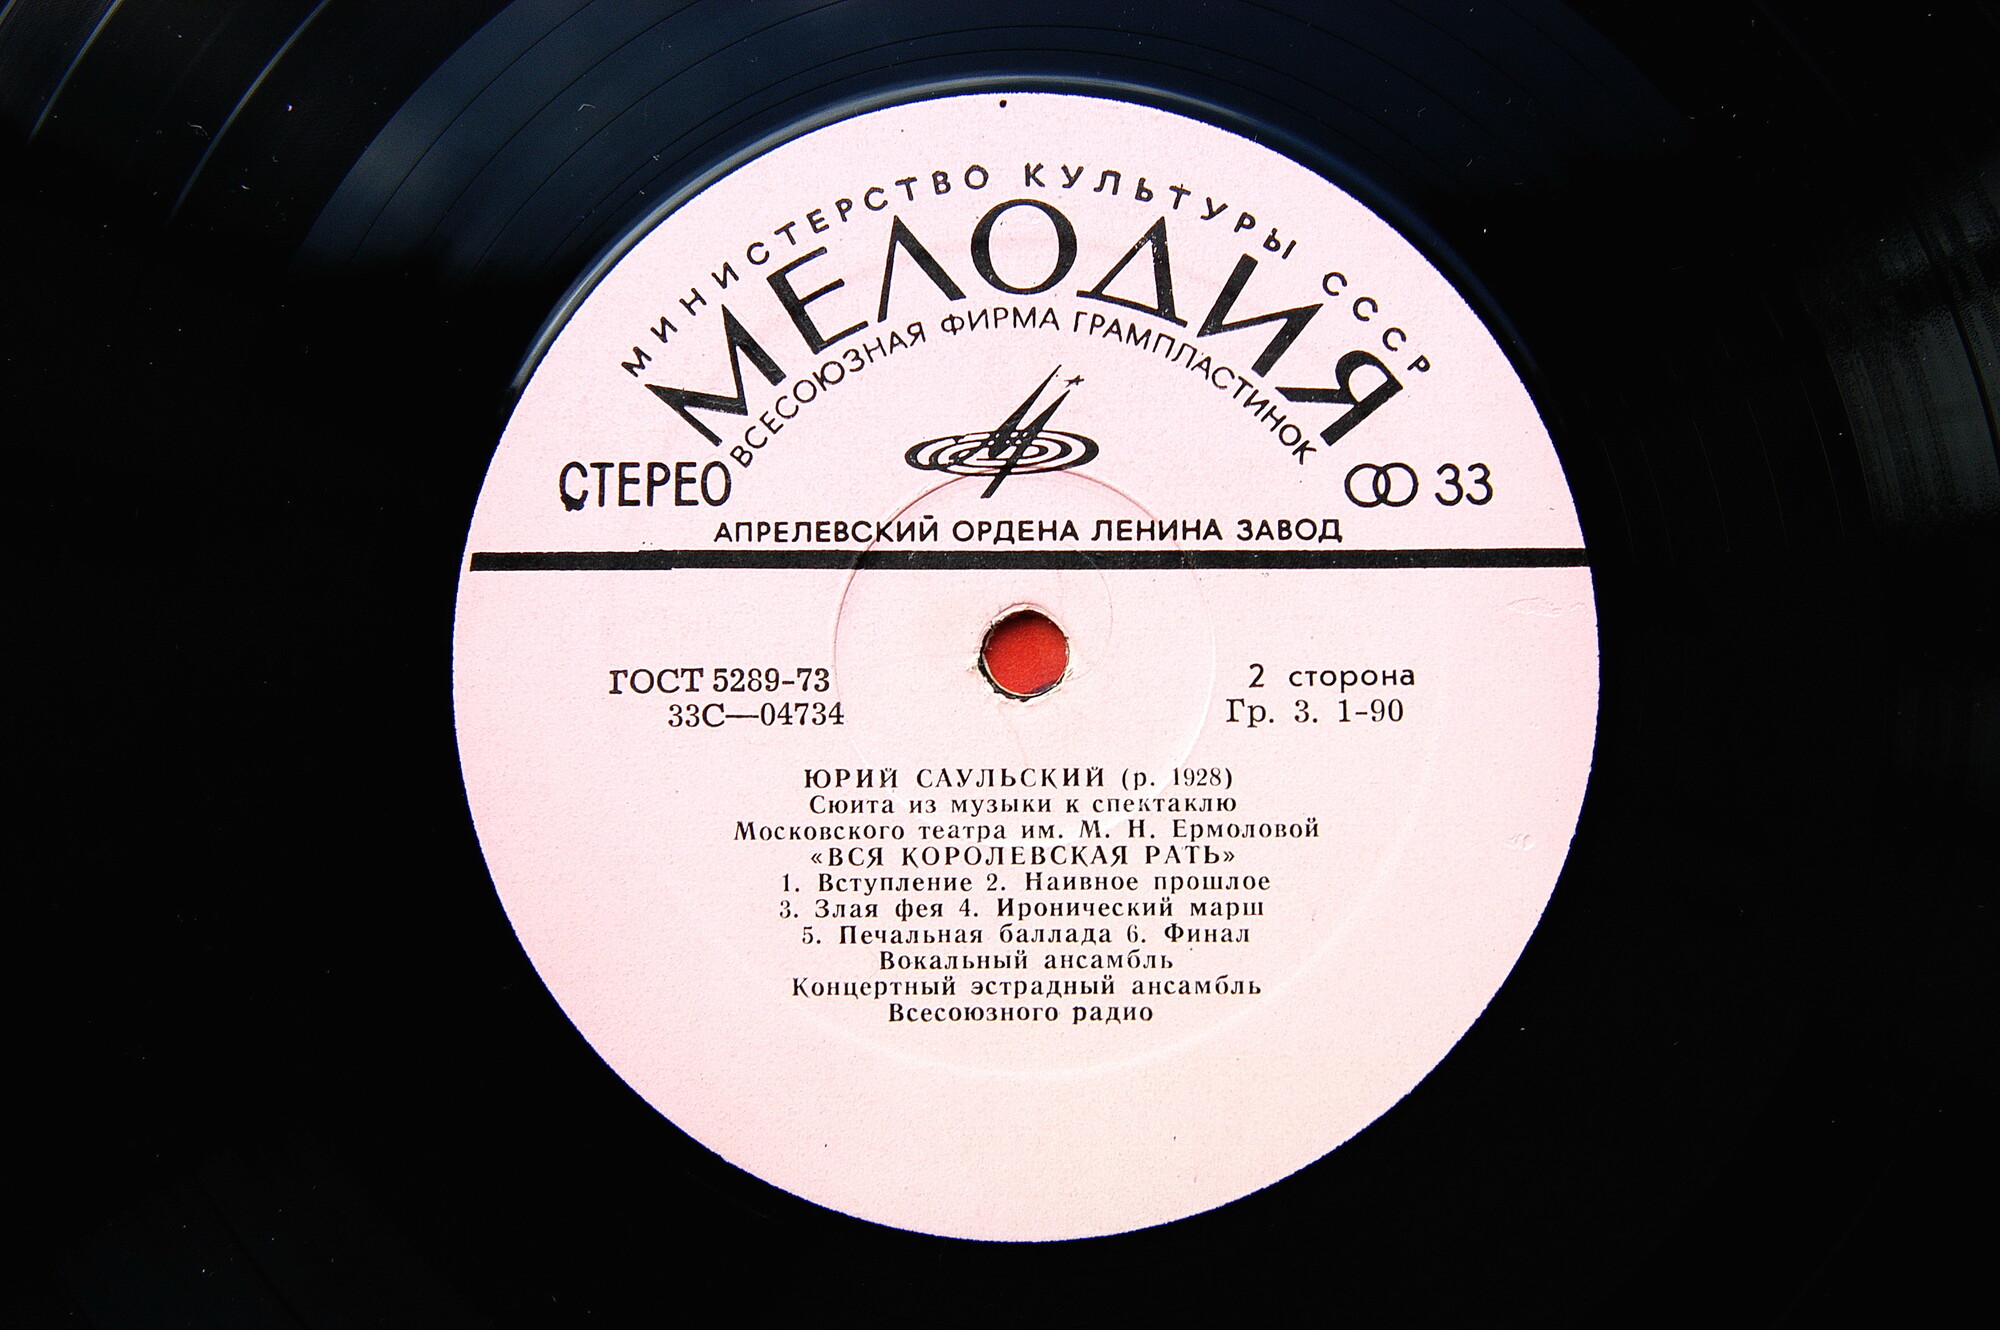 МИНИСТЕРСТВО КУЛЬТУРЫ СССР
МЕЛОДИЯ
ВСЕСОЮЗНАЯ ФИРМА ГРАМПЛАСТИНОК
СТЕРЕО
33
АПРЕЛЕВСКИЙ ОРДЕНА ЛЕНИНА ЗАВОД
ГОСТ 5289-73
33С—04734
2 сторона
Гр. 3. 1-90
ЮРИЙ САУЛЬСКИЙ (р. 1928)
Сюита из музыки к спектаклю
Московского театра им. М. Н. Ермоловой
«ВСЯ КОРОЛЕВСКАЯ РАТЬ»
1. Вступление 2. Наивное прошлое
3. Злая фея 4. Иронический марш
5. Печальная баллада 6. Финал
Вокальный ансамбль
Концертный эстрадный ансамбль
Всесоюзного радио